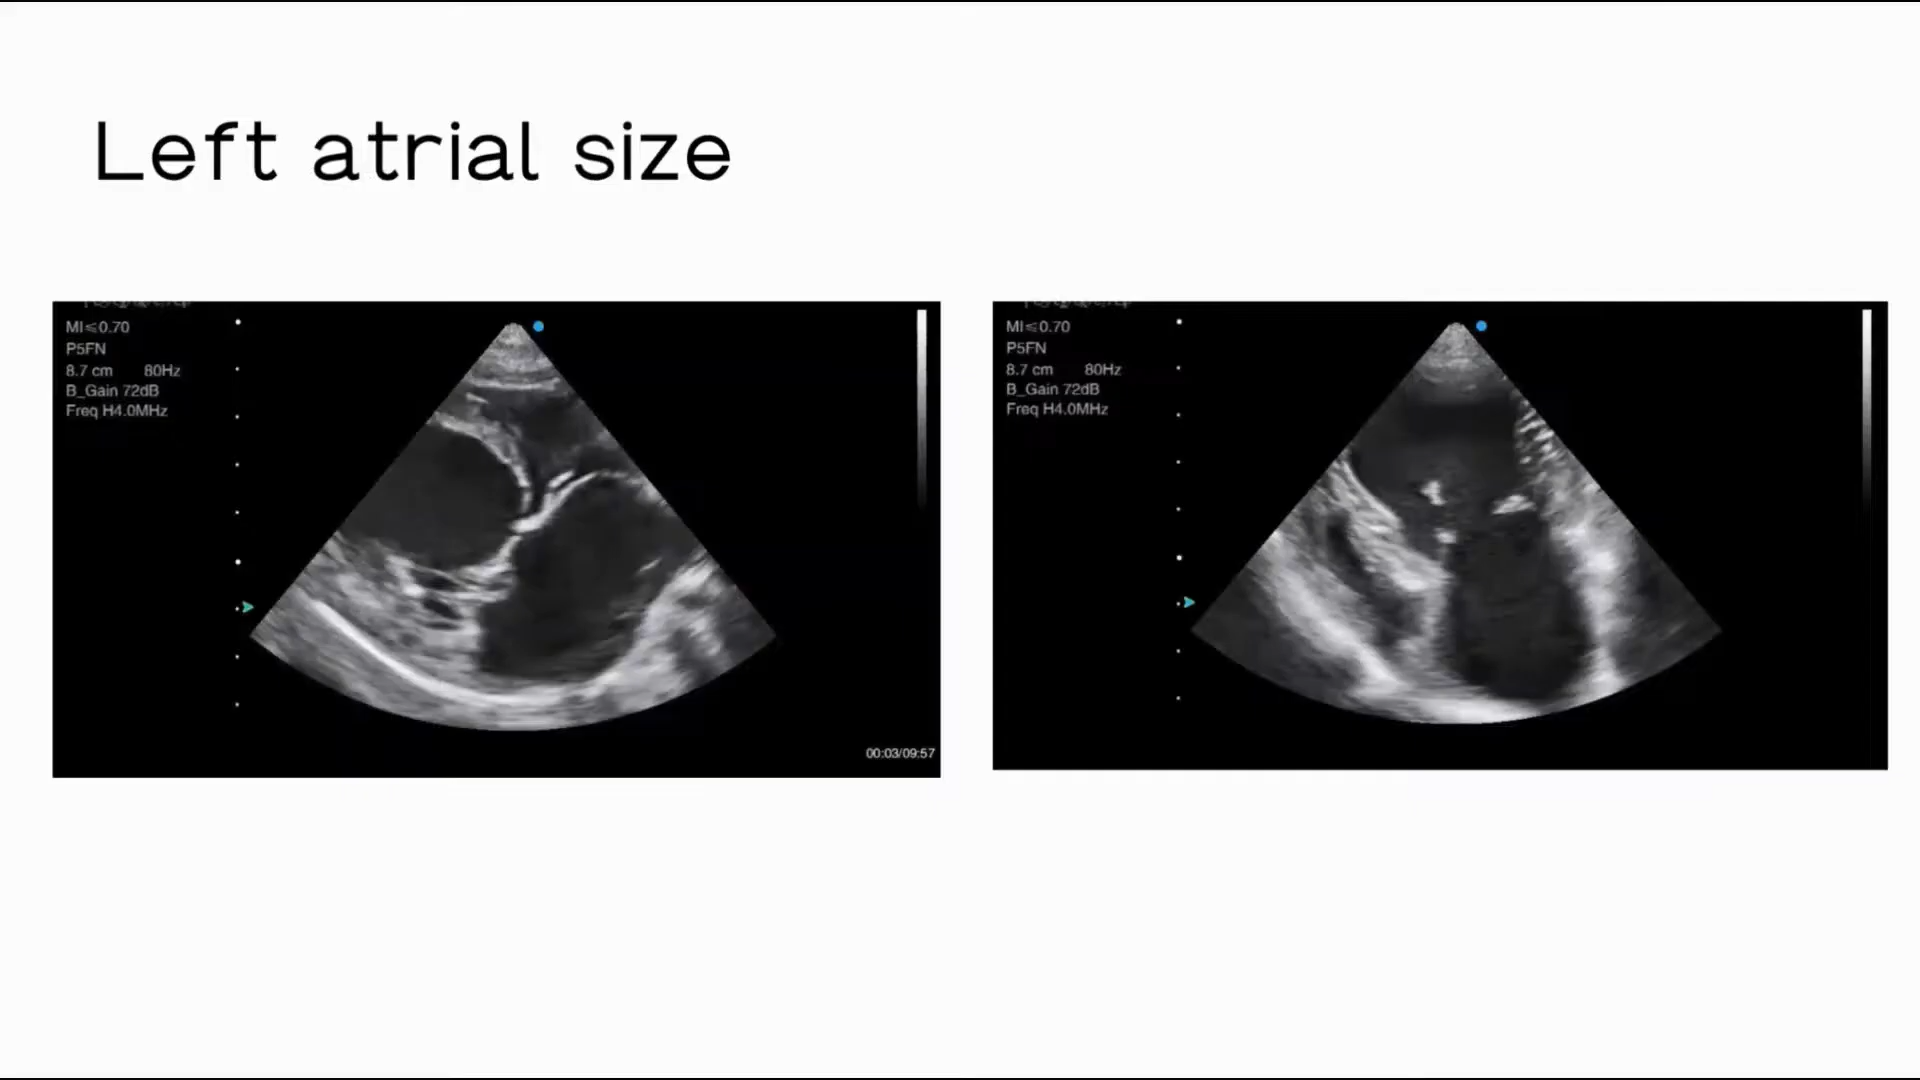 Left atrial size
MI≤0.70
P5FN
8.7 cm 80Hz
B_Gain 72dB
Freq H4.0MHz
00:03/09:57
MI≤0.70
P5FN
8.7 cm 80Hz
B_Gain 72dB
Freq H4.0MHz